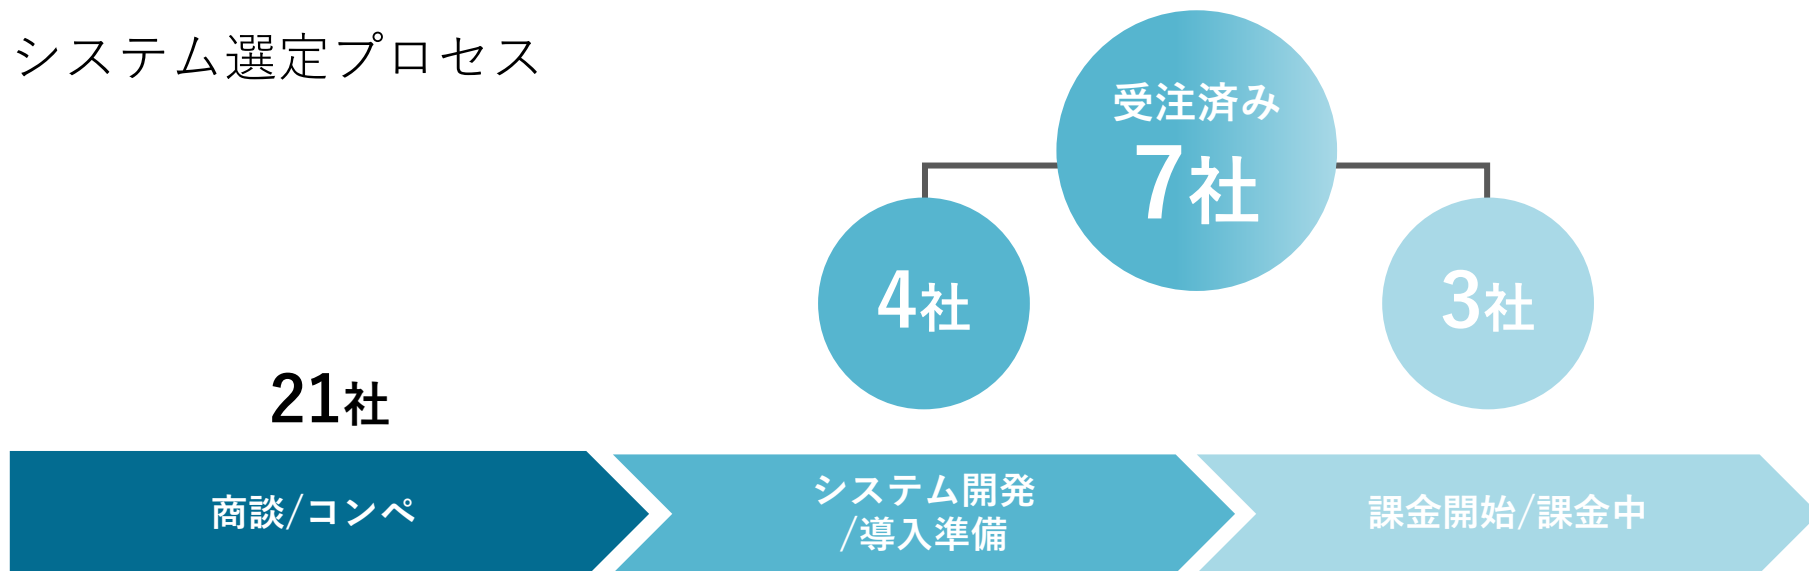 システム選定プロセス
受注済み
7社
4社
3社
21社
商談/コンペ
システム開発
/導入準備
課金開始/課金中